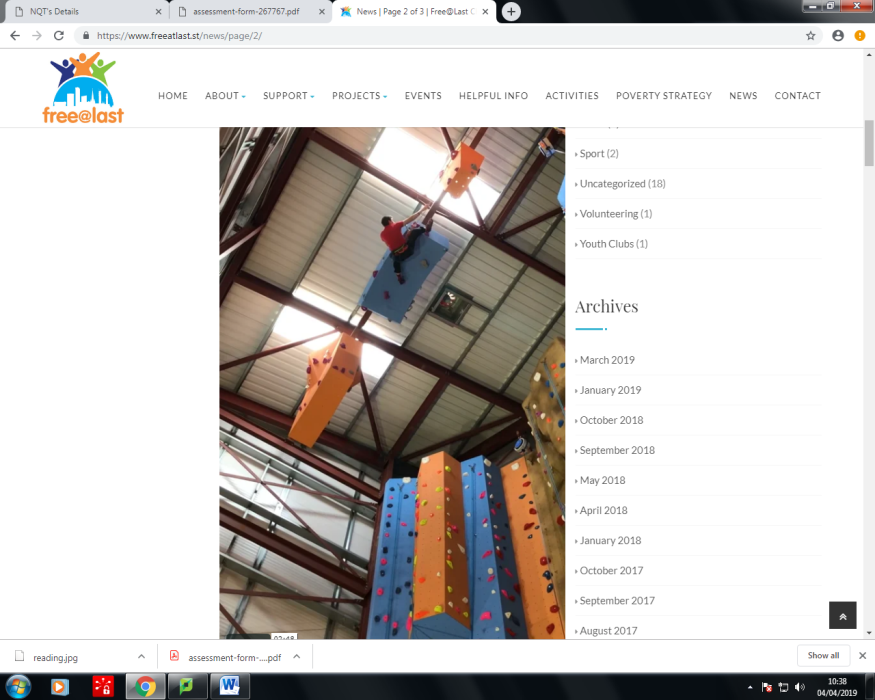 NQT's Details
assessment-form-267767.pdf
News | Page 2 of 3 | Free@Last C
https://www.freeatlast.st/news/page/2/
free@last
HOME ABOUT SUPPORT PROJECTS EVENTS HELPFUL INFO ACTIVITIES POVERTY STRATEGY NEWS CONTACT
Sport (2)
Uncategorized (18)
Volunteering (1)
Youth Clubs (1)
Archives
March 2019
January 2019
October 2018
September 2018
May 2018
April 2018
January 2018
October 2017
September 2017
August 2017
reading.jpg
assessment-form-....pdf
Show all
10:38
04/04/2019